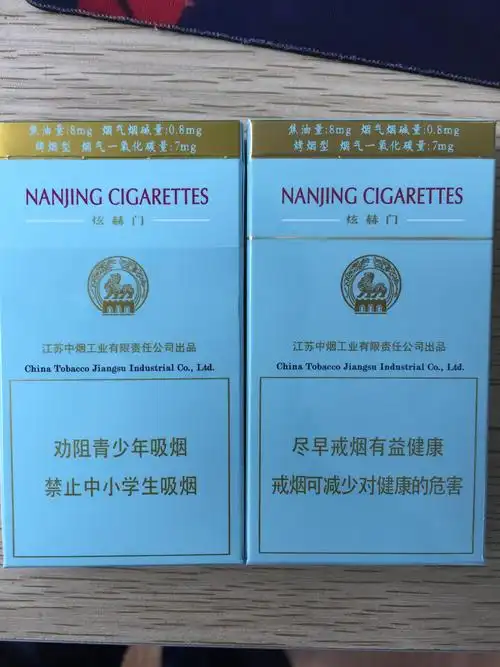 焦油量:8mg 烟气烟碱量:0.8mg
烤烟型 烟气一氧化碳量:7mg
NANJING CIGARETTES
炫赫门
江苏中烟工业有限责任公司出品
China Tobacco Jiangsu Industrial Co., Ltd.
劝阻青少年吸烟
禁止中小学生吸烟
焦油量:8mg 烟气烟碱量:0.8mg
烤烟型 烟气一氧化碳量:7mg
NANJING CIGARETTES
炫赫门
江苏中烟工业有限责任公司出品
China Tobacco Jiangsu Industrial Co., Ltd.
尽早戒烟有益健康
戒烟可减少对健康的危害